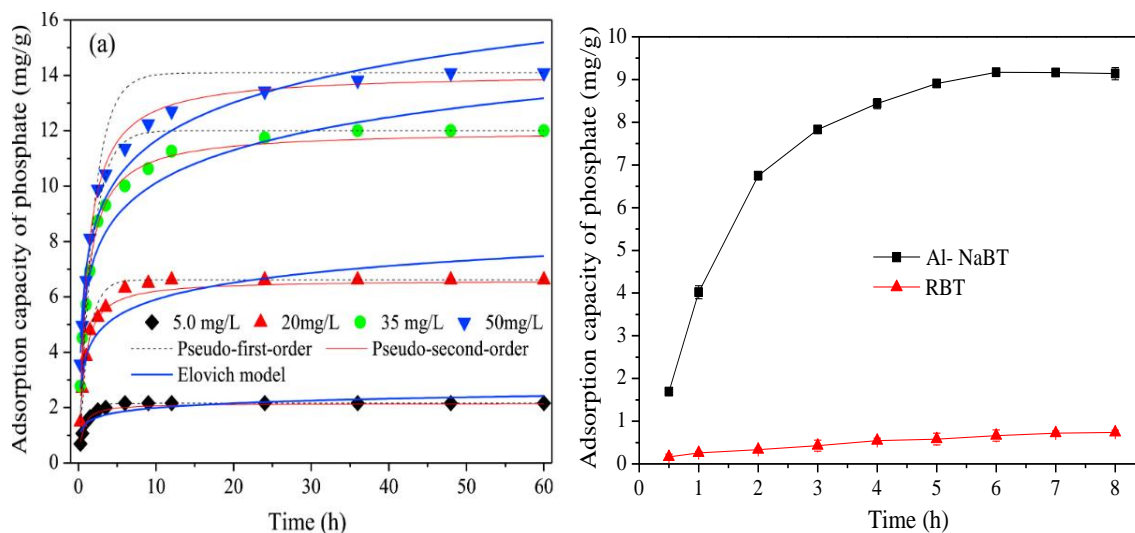 Adsorption capacity of phosphate (mg/g)
16
14
12
10
8
6
4
2
0
(a)
5.0 mg/L 20mg/L 35 mg/L 50mg/L
Pseudo-first-order Pseudo-second-order
Elovich model
0 10 20 30 40 50 60
Time (h)
Adsorption capacity of phosphate (mg/g)
10
9
8
7
6
5
4
3
2
1
0
Al- NaBT
RBT
0 1 2 3 4 5 6 7 8
Time (h)